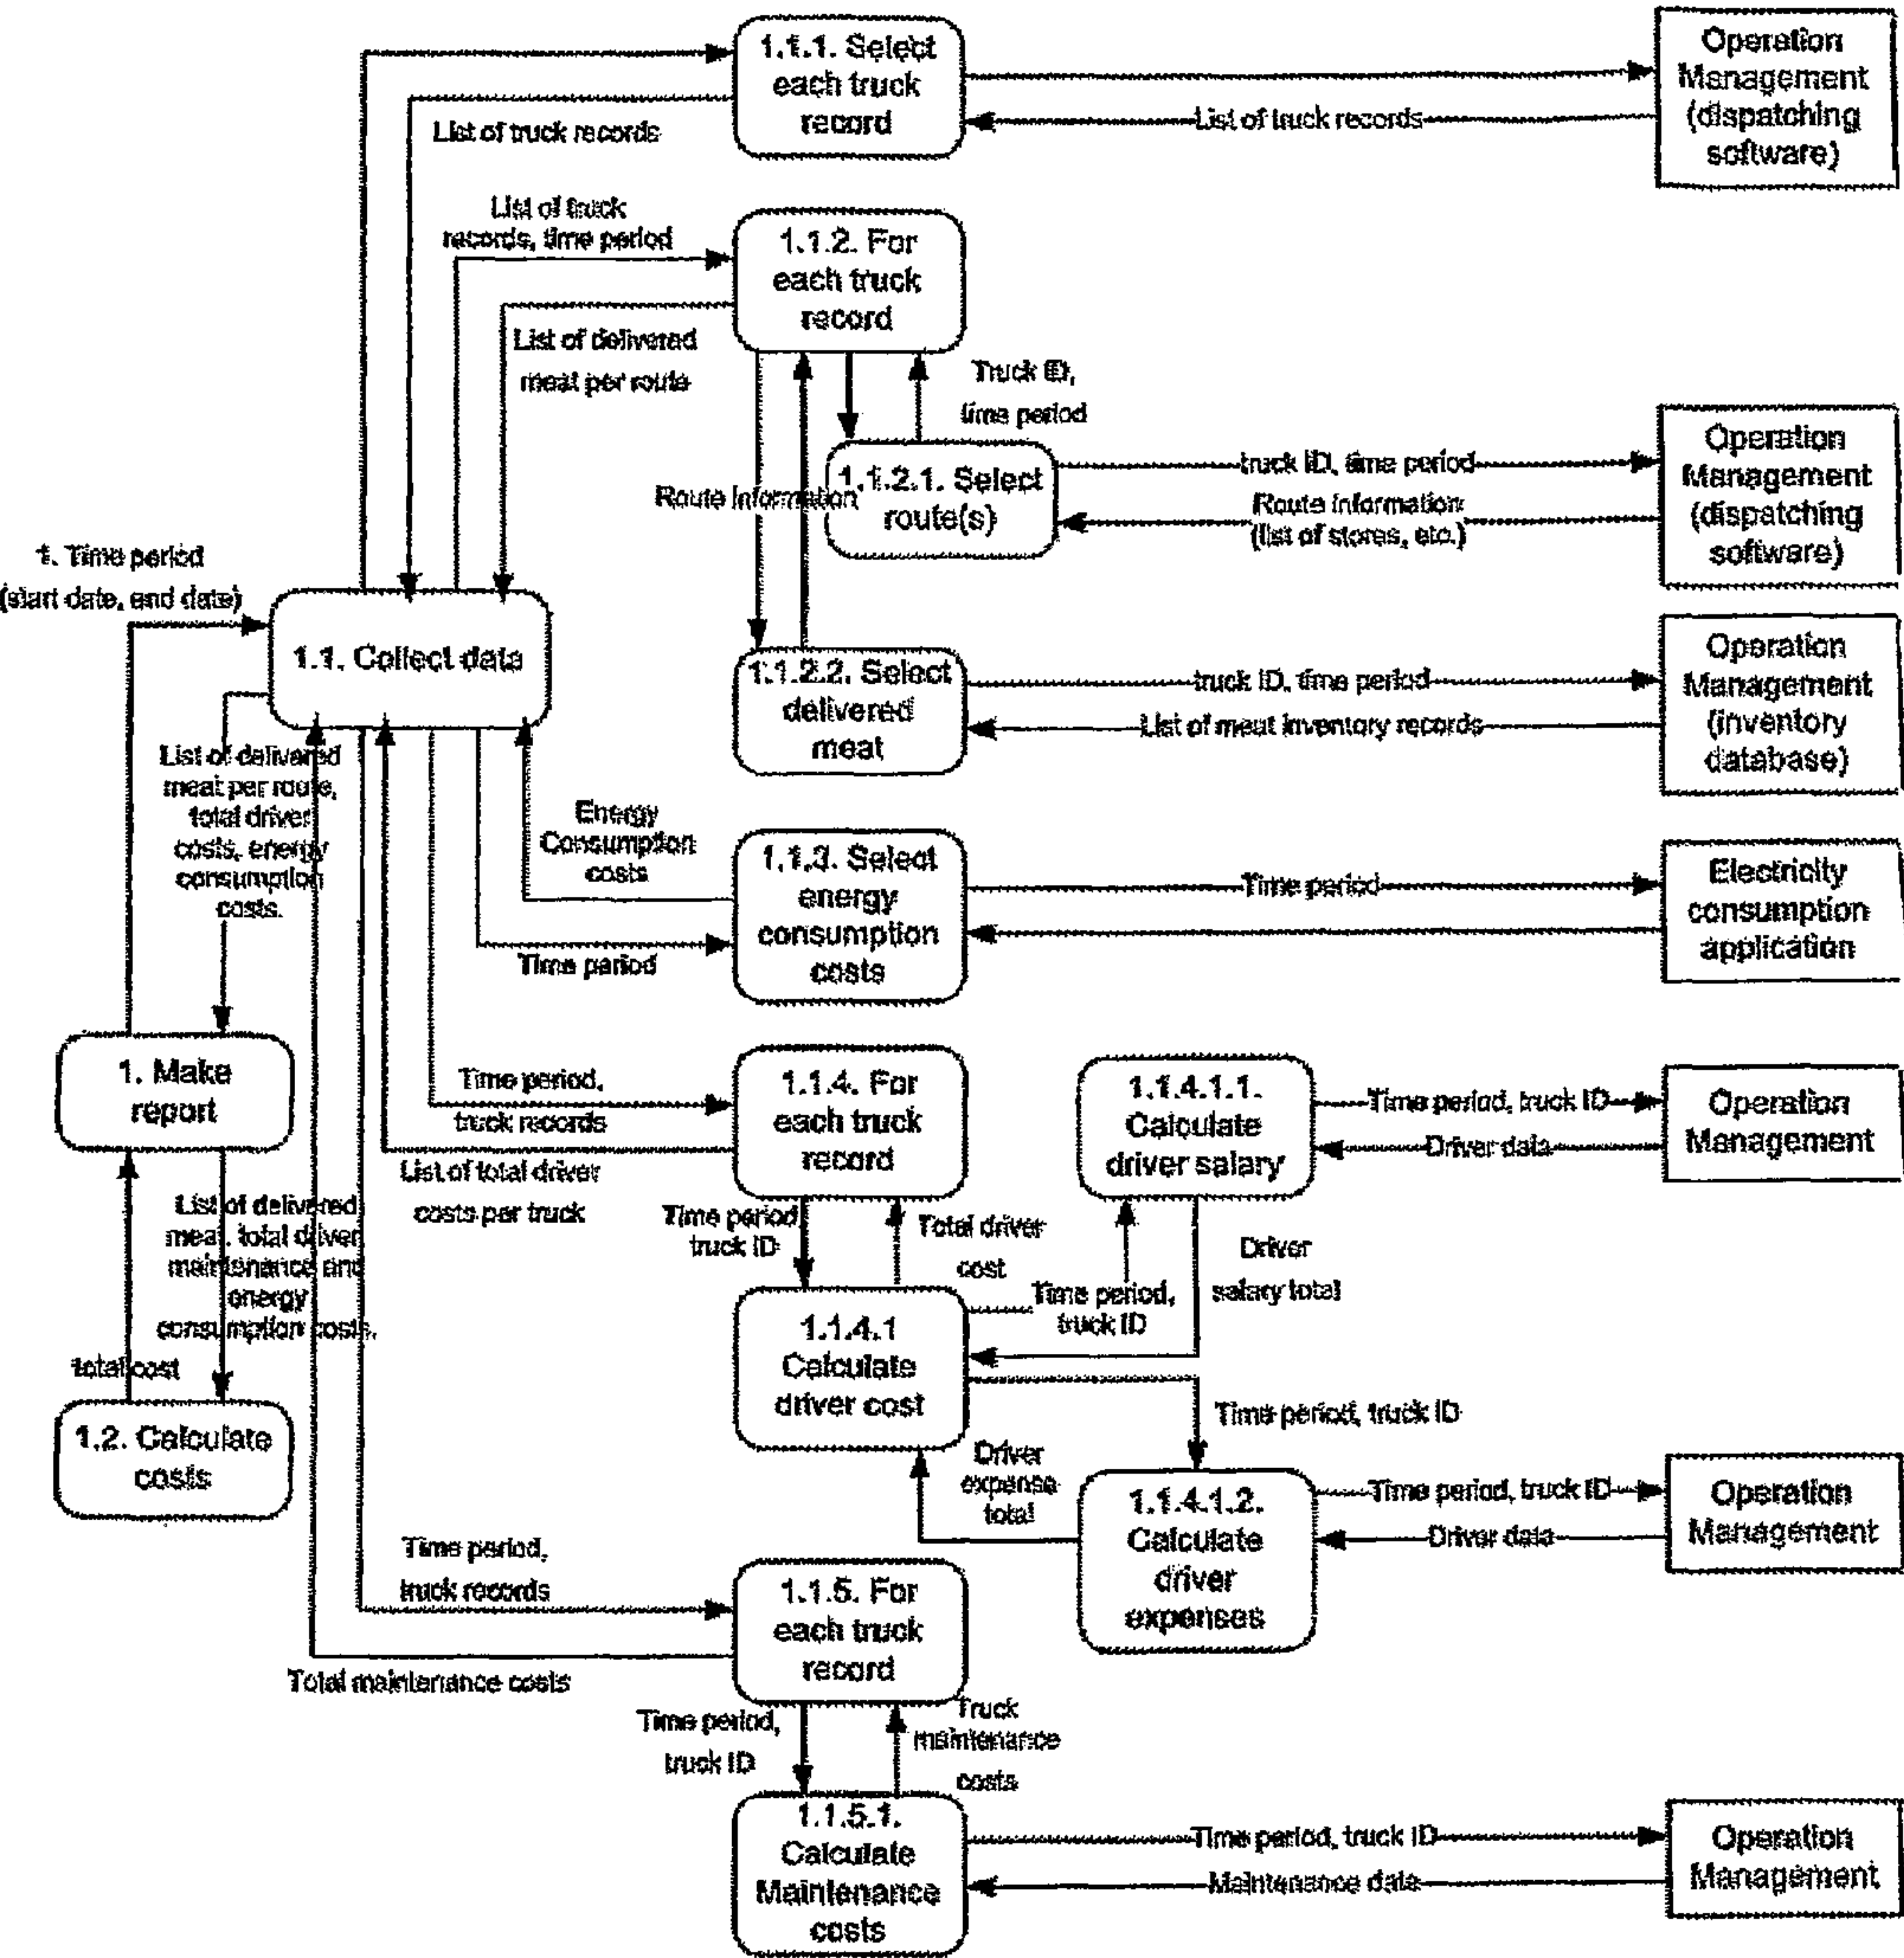 1.1.1. Select
each truck
record
Operation
Management
(dispatching
software)
List of truck records
List of truck records
List of truck
records, time period
1.1.2. For
each truck
record
List of delivered
meat per route
Truck ID,
time period
Route Information
1.1.2.1. Select
route(s)
truck ID, time period
Route Information
(list of stores, etc.)
Operation
Management
(dispatching
software)
1. Time period
(start date, end date)
1.1. Collect data
1.1.2.2. Select
delivered
meat
truck ID, time period
List of meat inventory records
Operation
Management
(inventory
database)
List of delivered
meat per route,
total driver
costs, energy
consumption
costs.
Energy
Consumption
costs
Time period
1.1.3. Select
energy
consumption
costs
Time period
Electricity
consumption
application
1. Make
report
Time period,
truck records
List of total driver
costs per truck
1.1.4. For
each truck
record
1.1.4.1.1.
Calculate
driver salary
Time period, truck ID
Driver data
Operation
Management
List of delivered
meat, total driver,
maintenance and
energy
consumption costs.
total cost
Time period,
truck ID
Total driver
cost
Time period,
truck ID
Driver
salary total
1.1.4.1
Calculate
driver cost
Time period, truck ID
1.2. Calculate
costs
Driver
expense
total
1.1.4.1.2.
Calculate
driver
expenses
Time period, truck ID
Driver data
Operation
Management
Time period,
truck records
Total maintenance costs
1.1.5. For
each truck
record
Time period,
truck ID
Truck
maintenance
costs
1.1.5.1.
Calculate
Maintenance
costs
Time period, truck ID
Maintenance data
Operation
Management